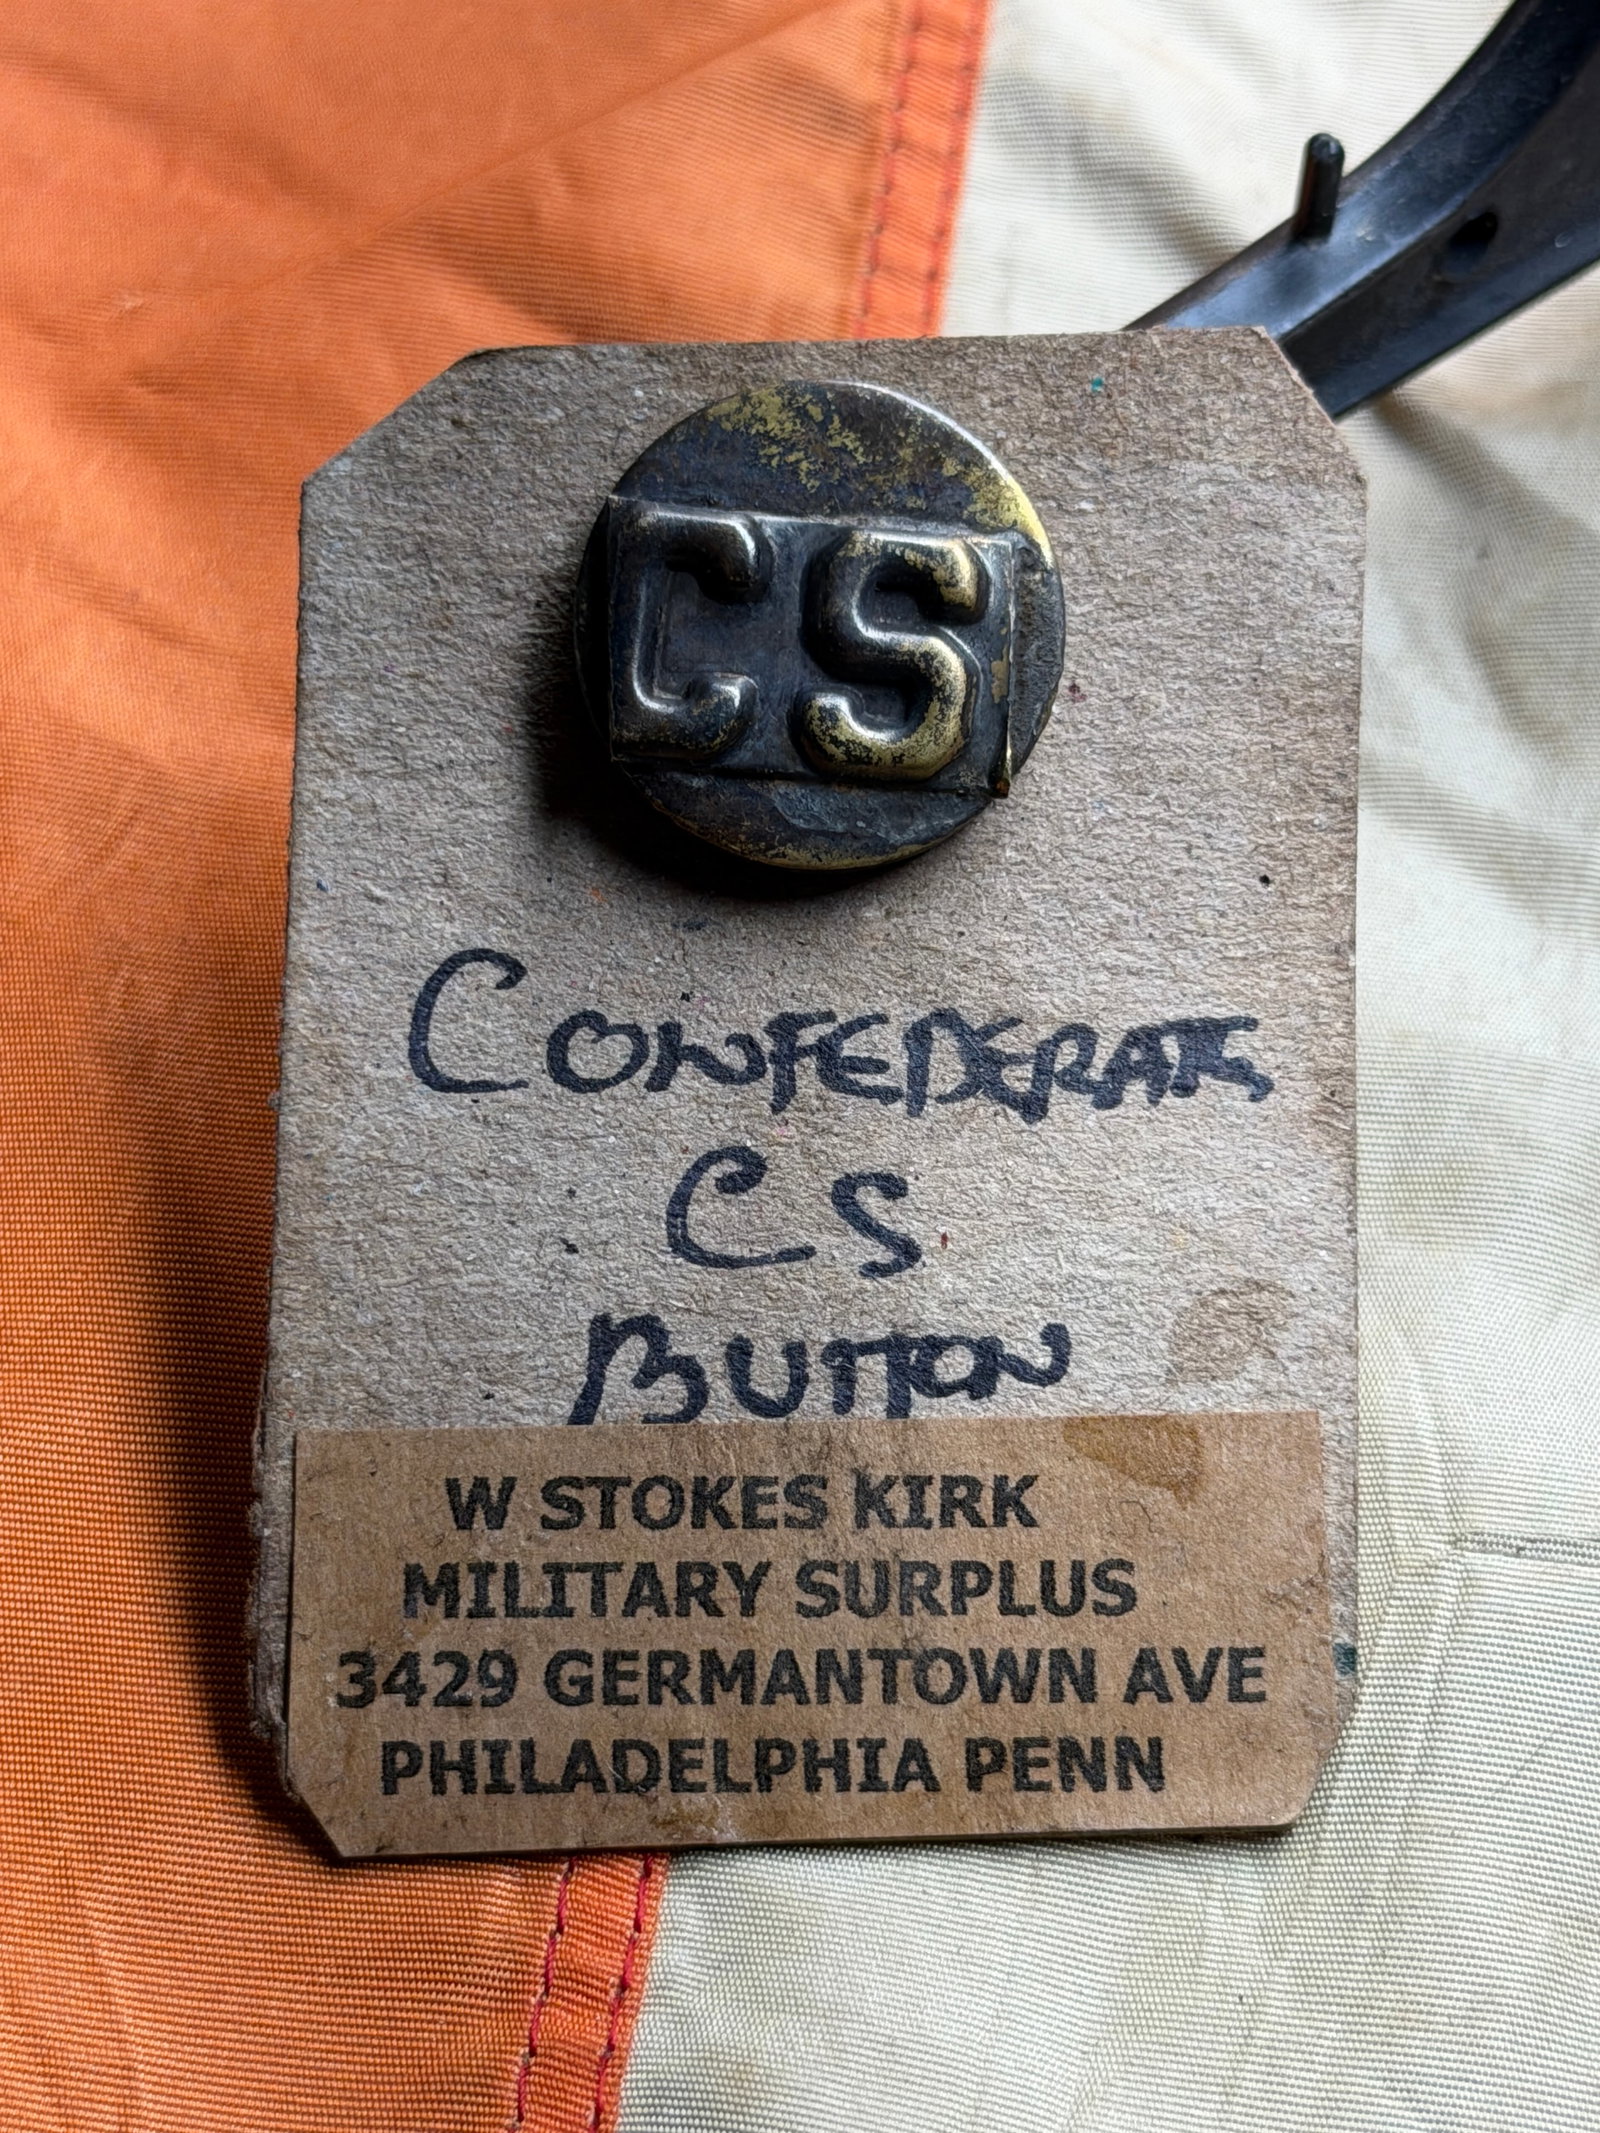 CS
CONFEDERATE
CS
BUTTON
W STOKES KIRK
MILITARY SURPLUS
3429 GERMANTOWN AVE
PHILADELPHIA PENN